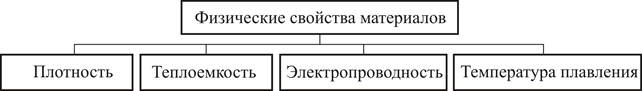 Физические свойства материалов
Плотность
Теплоемкость
Электропроводность
Температура плавления